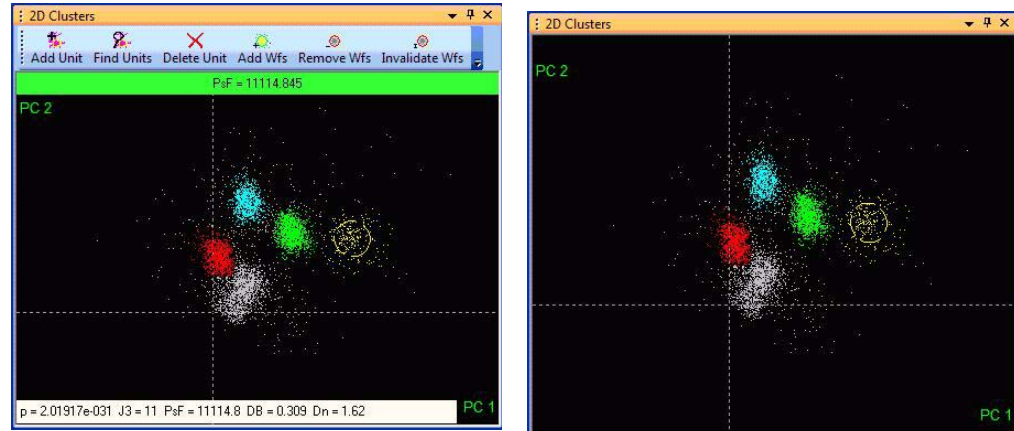 2D Clusters
Add Unit Find Units Delete Unit Add Wfs Remove Wfs Invalidate Wfs
PsF = 11114.845
PC 2
p = 2.01917e-031 J3 = 11 PsF = 11114.8 DB = 0.309 Dn = 1.62
PC 1
2D Clusters
PC 2
PC 1